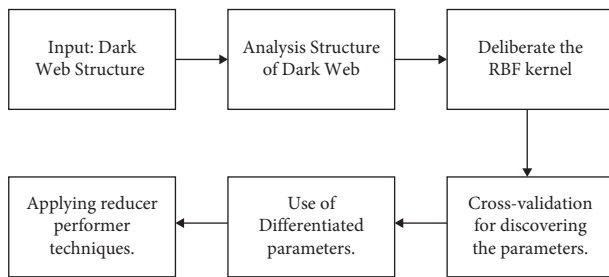 Input: Dark
Web Structure
Analysis Structure
of Dark Web
Deliberate the
RBF kernel
Cross-validation
for discovering
the parameters.
Use of
Differentiated
parameters.
Applying reducer
performer
techniques.